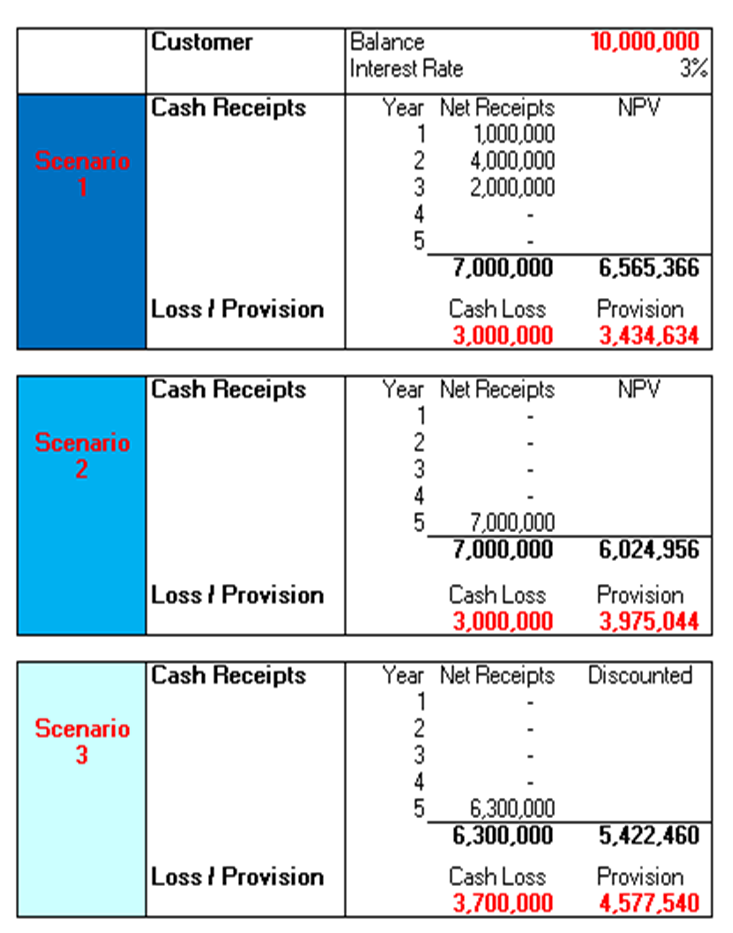 Customer Balance 10,000,000
Interest Rate 3%
Cash Receipts Year Net Receipts NPV
1 1,000,000
Scenario 2 4,000,000
1 3 2,000,000
4 -
5 -
7,000,000 6,565,366
Loss / Provision Cash Loss Provision
3,000,000 3,434,634
Cash Receipts Year Net Receipts NPV
1 -
Scenario 2 -
2 3 -
4 -
5 7,000,000
7,000,000 6,024,956
Loss / Provision Cash Loss Provision
3,000,000 3,975,044
Cash Receipts Year Net Receipts Discounted
1 -
Scenario 2 -
3 3 -
4 -
5 6,300,000
6,300,000 5,422,460
Loss / Provision Cash Loss Provision
3,700,000 4,577,540